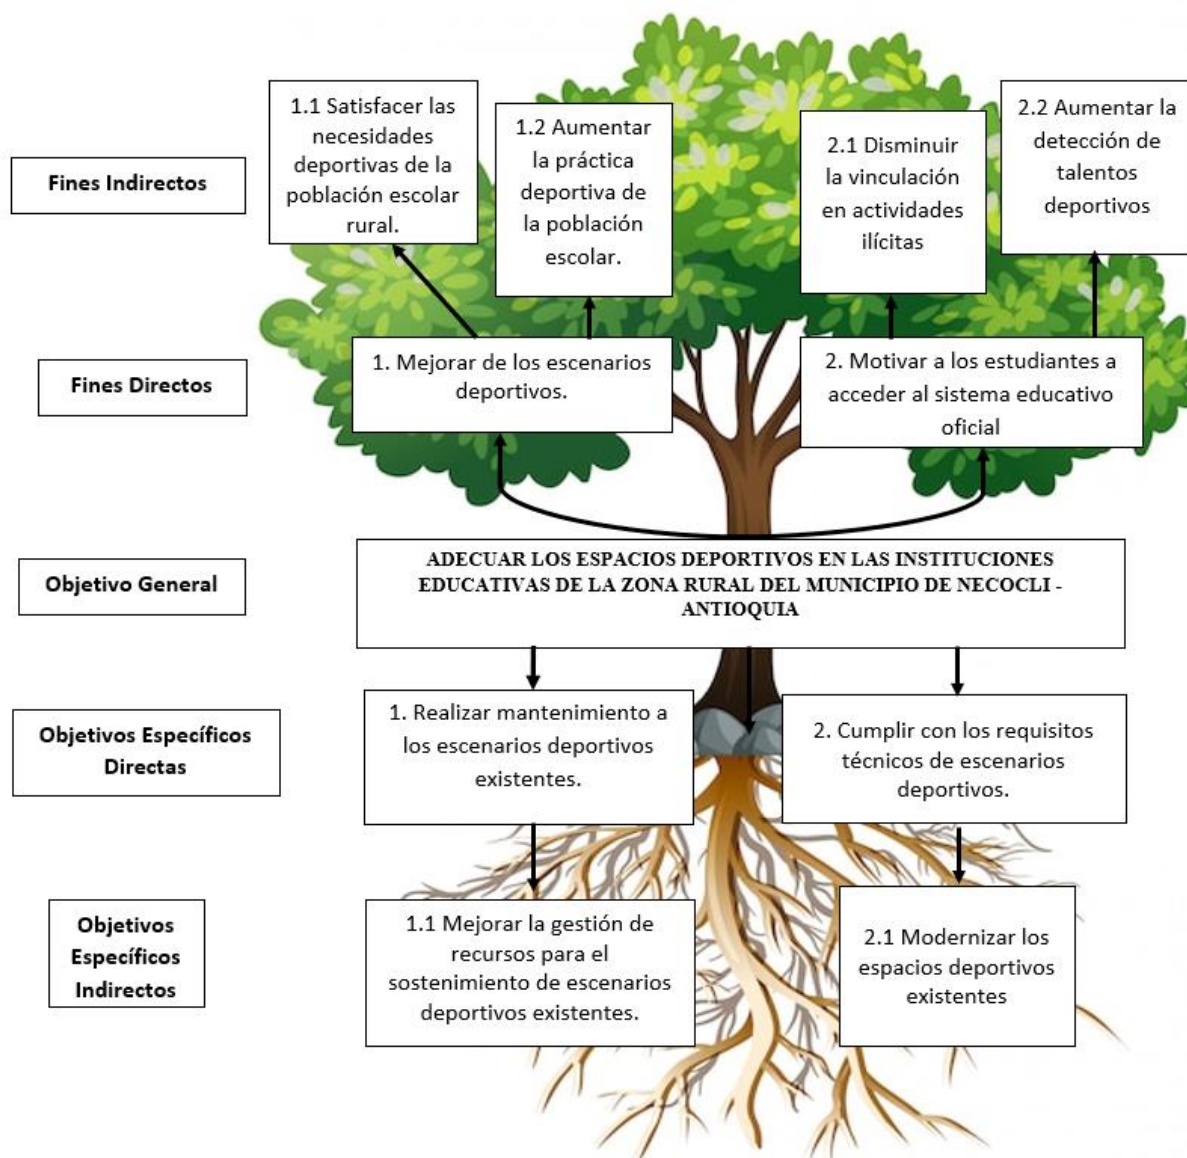 Fines Indirectos
1.1 Satisfacer las
necesidades
deportivas de la
población escolar
rural.
1.2 Aumentar
la práctica
deportiva de
la población
escolar.
2.1 Disminuir
la vinculación
en actividades
ilícitas
2.2 Aumentar la
detección de
talentos
deportivos
Fines Directos
1. Mejorar de los escenarios
deportivos.
2. Motivar a los estudiantes a
acceder al sistema educativo
oficial
Objetivo General
ADECUAR LOS ESPACIOS DEPORTIVOS EN LAS INSTITUCIONES
EDUCATIVAS DE LA ZONA RURAL DEL MUNICIPIO DE NECOCLI -
ANTIOQUIA
Objetivos Específicos
Directas
1. Realizar mantenimiento a
los escenarios deportivos
existentes.
2. Cumplir con los requisitos
técnicos de escenarios
deportivos.
Objetivos
Específicos
Indirectos
1.1 Mejorar la gestión de
recursos para el
sostenimiento de escenarios
deportivos existentes.
2.1 Modernizar los
espacios deportivos
existentes